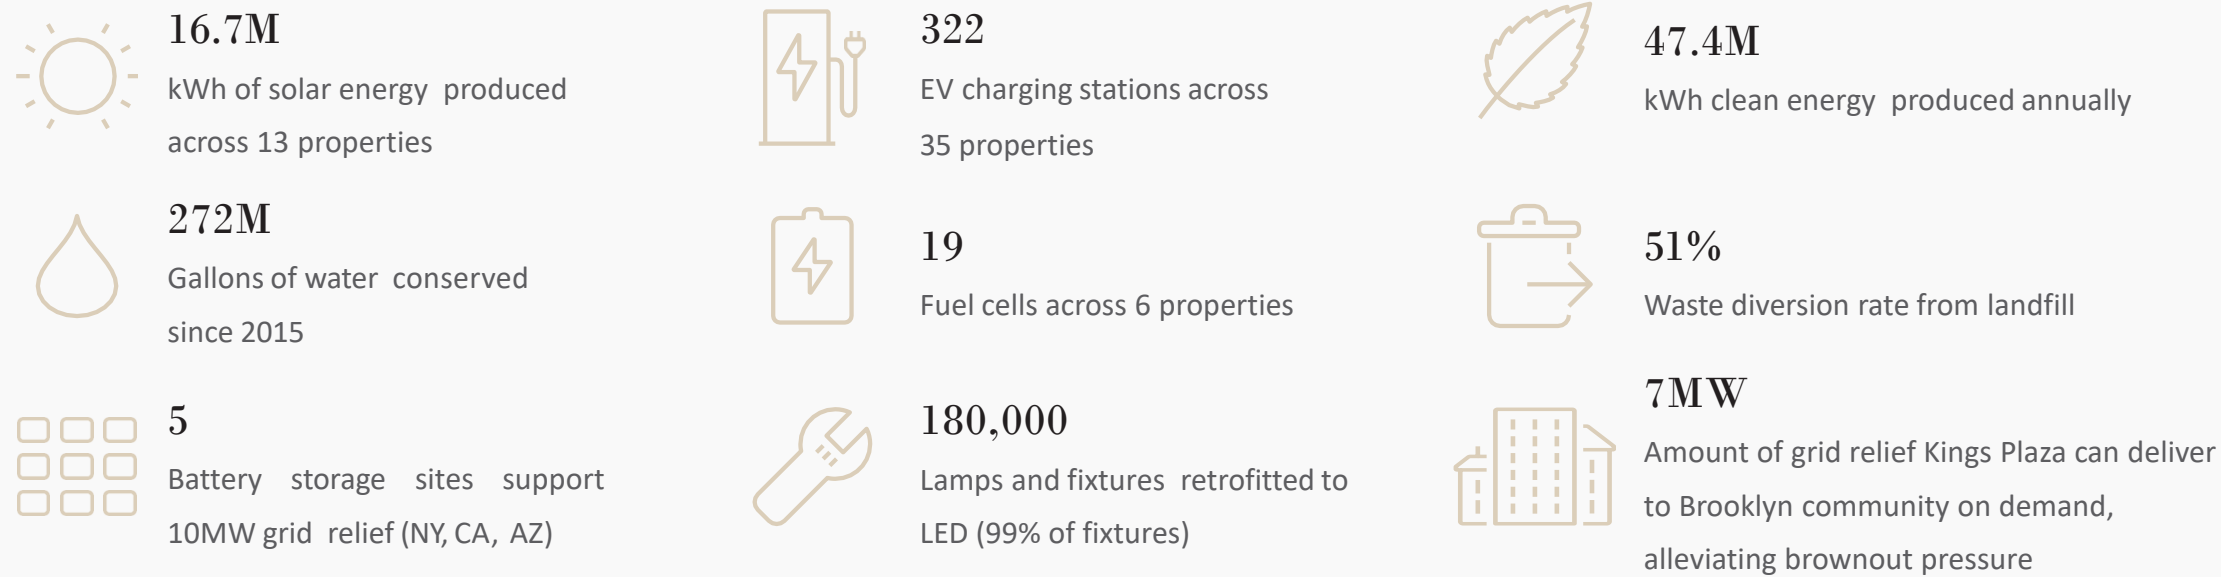 16.7M
kWh of solar energy produced
across 13 properties
322
EV charging stations across
35 properties
47.4M
kWh clean energy produced annually
272M
Gallons of water conserved
since 2015
19
Fuel cells across 6 properties
51%
Waste diversion rate from landfill
5
Battery storage sites support
10MW grid relief (NY, CA, AZ)
180,000
Lamps and fixtures retrofitted to
LED (99% of fixtures)
7MW
Amount of grid relief Kings Plaza can deliver
to Brooklyn community on demand,
alleviating brownout pressure